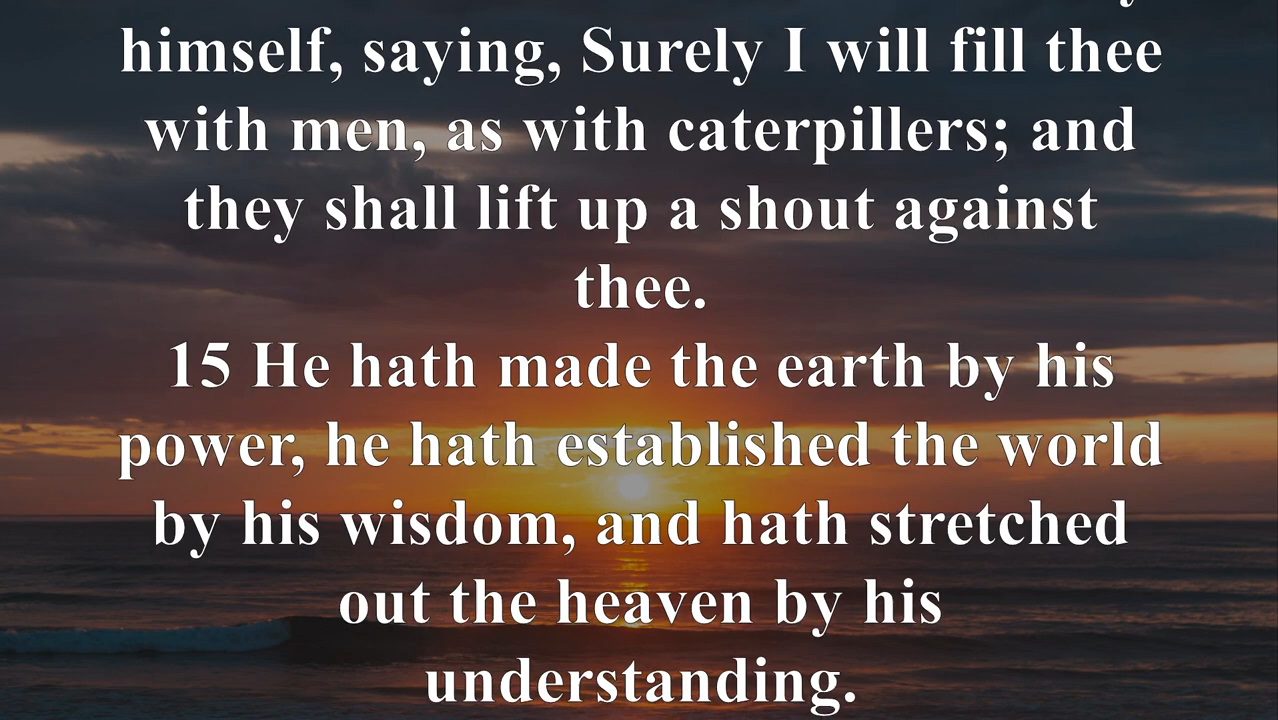 himself, saying, Surely I will fill thee
with men, as with caterpillers; and
they shall lift up a shout against
thee.
15 He hath made the earth by his
power, he hath established the world
by his wisdom, and hath stretched
out the heaven by his
understanding.